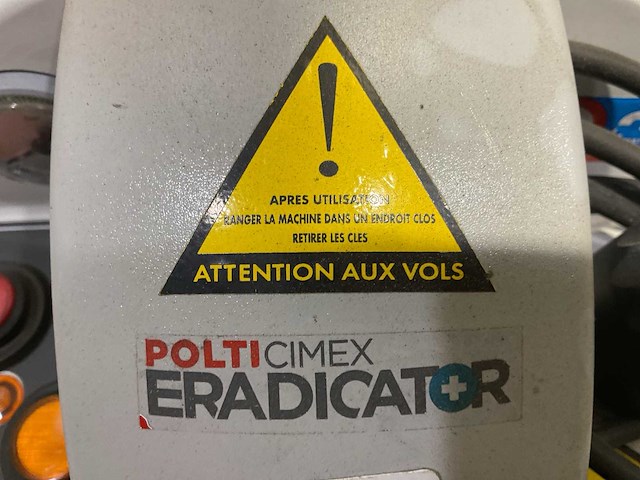 !
APRES UTILISATION
RANGER LA MACHINE DANS UN ENDROIT CLOS
RETIRER LES CLES
ATTENTION AUX VOLS
POLTI CIMEX
ERADICATOR